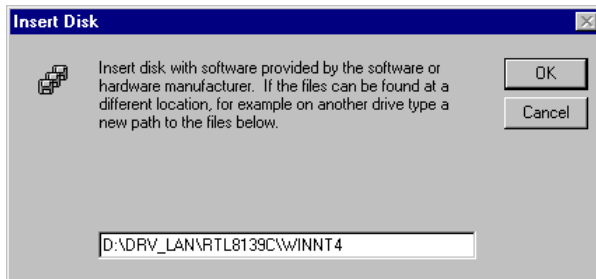 Insert Disk
Insert disk with software provided by the software or
hardware manufacturer. If the files can be found at a
different location, for example on another drive type a
new path to the files below.
OK
Cancel
D:\DRV_LAN\RTL8139C\WINNT4